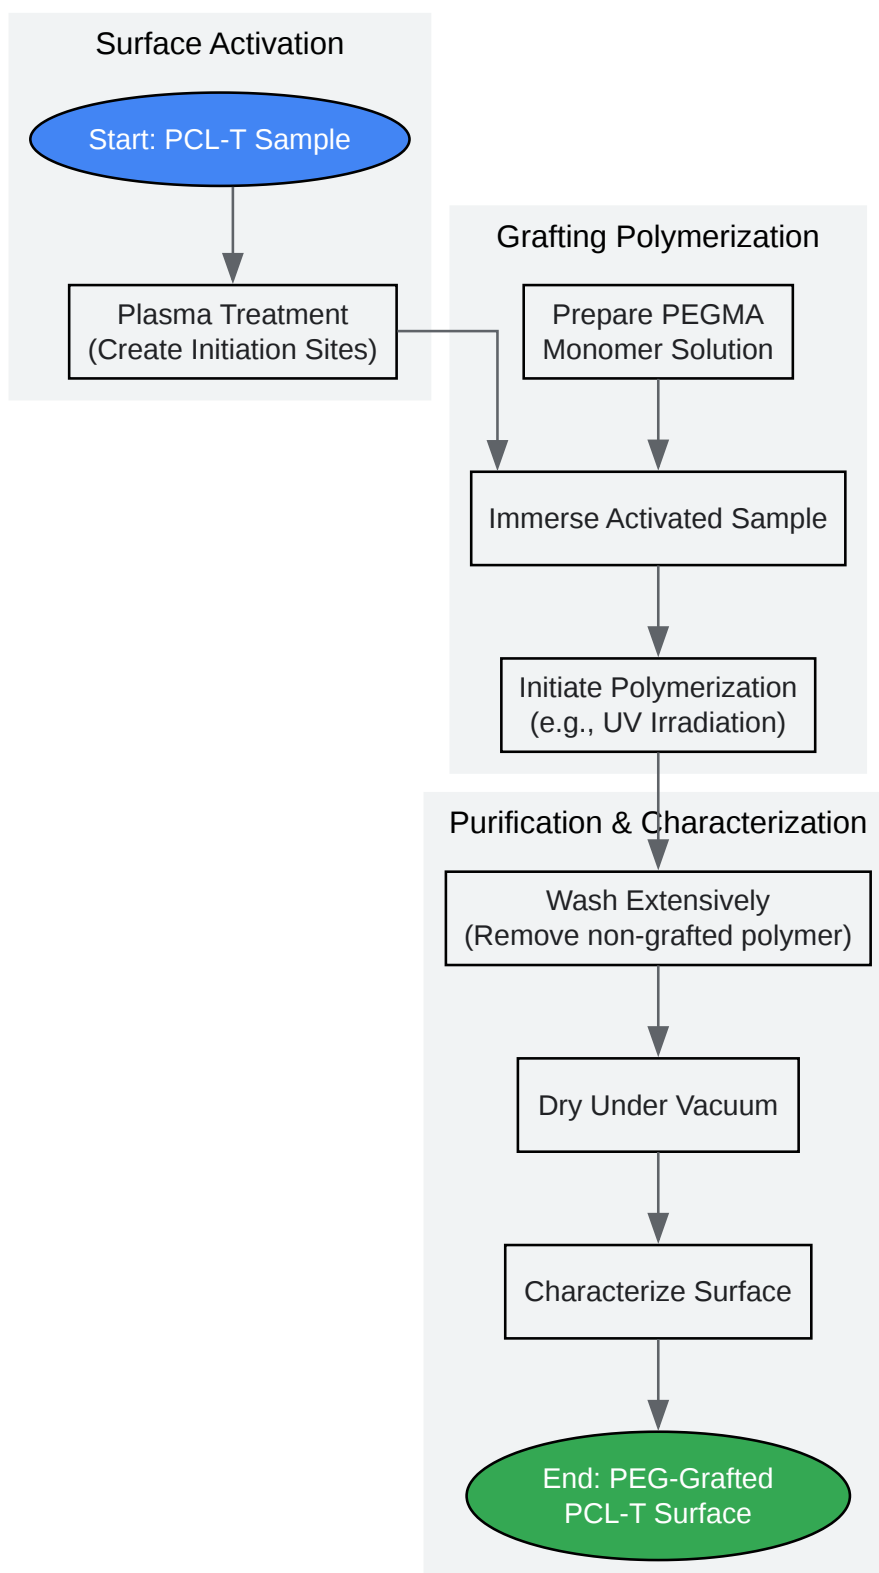 Surface Activation
Start: PCL-T Sample
Plasma Treatment
(Create Initiation Sites)
Grafting Polymerization
Prepare PEGMA
Monomer Solution
Immerse Activated Sample
Initiate Polymerization
(e.g., UV Irradiation)
Purification & Characterization
Wash Extensively
(Remove non-grafted polymer)
Dry Under Vacuum
Characterize Surface
End: PEG-Grafted
PCL-T Surface